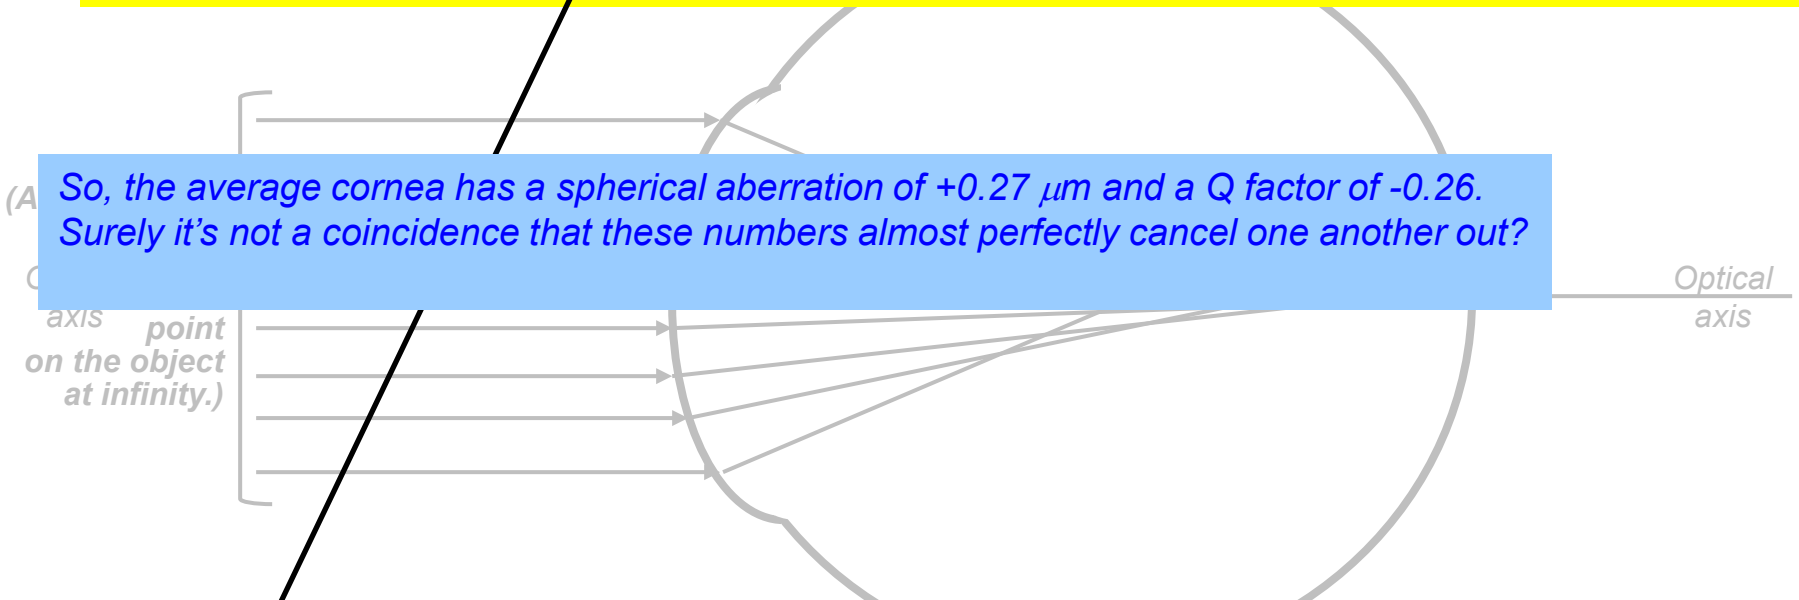 So, the average cornea has a spherical aberration of +0.27 μm and a Q factor of -0.26.
Surely it’s not a coincidence that these numbers almost perfectly cancel one another out?
(A
axis
point
on the object
at infinity.)
Optical
axis